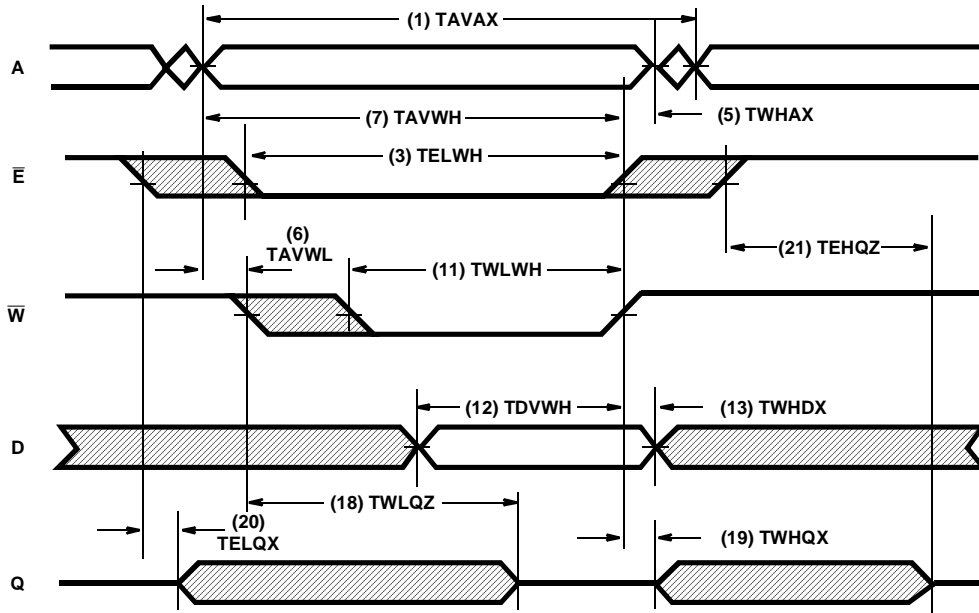 (1) TAVAX
A
(7) TAVWH
(5) TWHAX
(3) TELWH
E̅
(6)
TAVWL
(11) TWLWH
(21) TEHQZ
W̅
(12) TDVWH
(13) TWHDX
D
(18) TWLQZ
(20)
TELQX
(19) TWHQX
Q